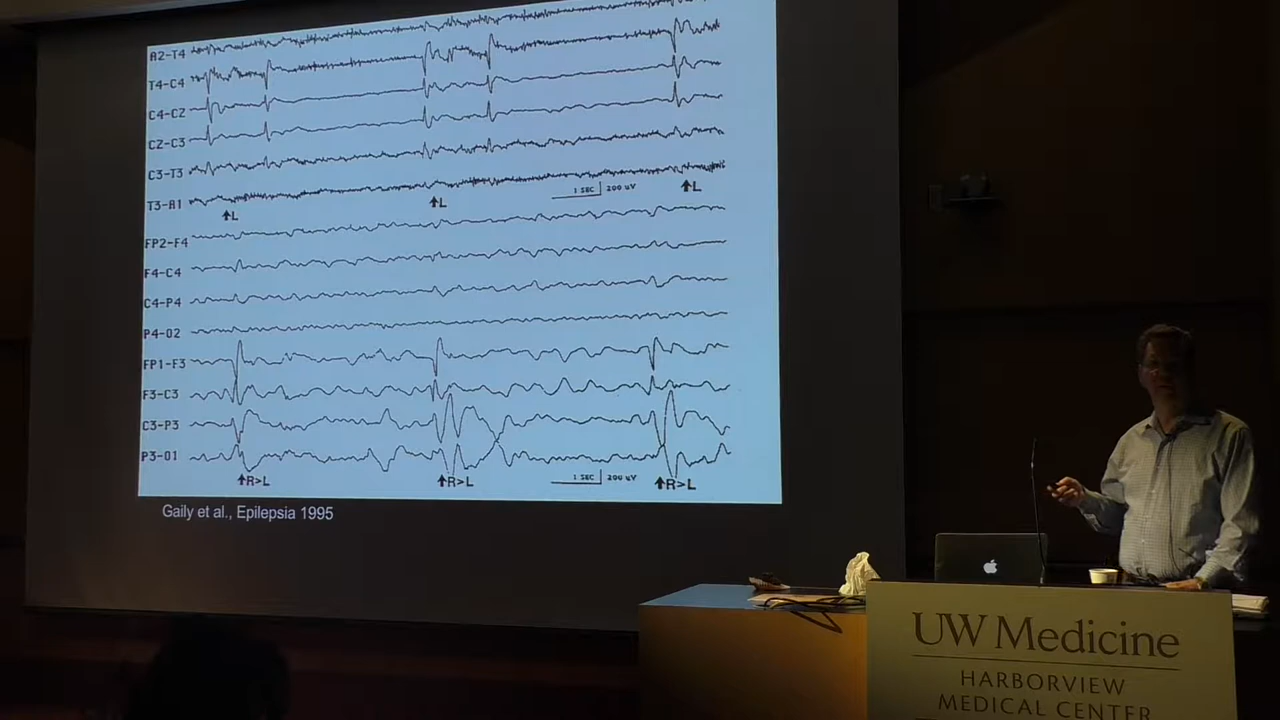 A2-T4
T4-C4
C4-C2
C2-C3
C3-T3
T3-A1
↑L
↑L
1 SEC 200 uV
↑L
FP2-F4
F4-C4
C4-P4
P4-O2
FP1-F3
F3-C3
C3-P3
P3-O1
↑R>L
↑R>L
1 SEC 200 uV
↑R>L
Gaily et al., Epilepsia 1995
UW Medicine
HARBORVIEW
MEDICAL CENTER